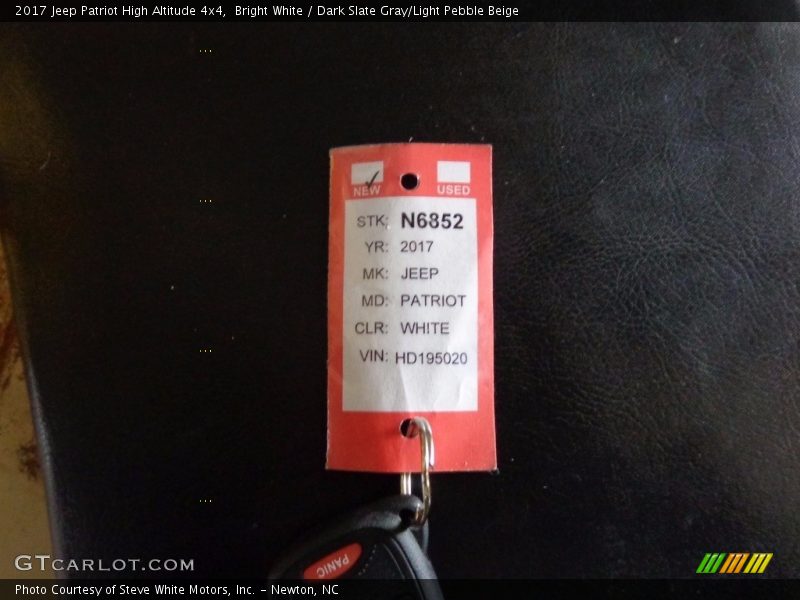 2017 Jeep Patriot High Altitude 4x4,  Bright White / Dark Slate Gray/Light Pebble Beige
NEW USED
STK: N6852
YR: 2017
MK: JEEP
MD: PATRIOT
CLR: WHITE
VIN: HD195020
PANIC
GTCARLOT.COM
Photo Courtesy of Steve White Motors, Inc. – Newton, NC